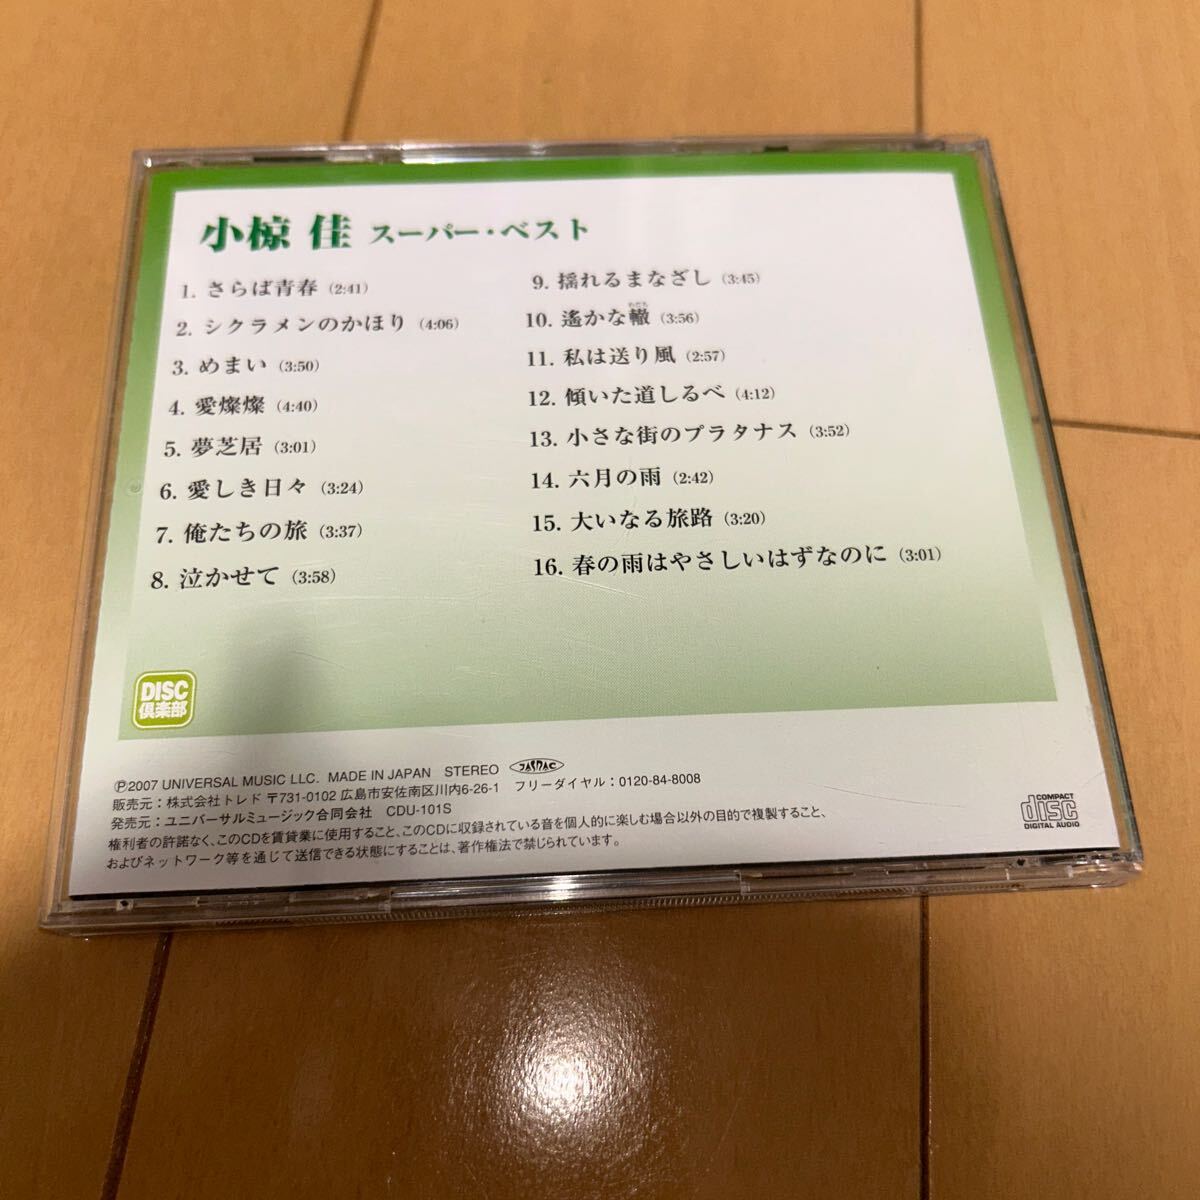 小椋 佳 スーパー・ベスト
1. さらば青春 (2:41)
2. シクラメンのかほり (4:06)
3. めまい (3:50)
4. 愛燦燦 (4:40)
5. 夢芝居 (3:01)
6. 愛しき日々 (3:24)
7. 俺たちの旅 (3:37)
8. 泣かせて (3:58)
9. 揺れるまなざし (3:45)
わだち
10. 遙かな轍 (3:56)
11. 私は送り風 (2:57)
12. 傾いた道しるべ (4:12)
13. 小さな街のプラタナス (3:52)
14. 六月の雨 (2:42)
15. 大いなる旅路 (3:20)
16. 春の雨はやさしいはずなのに (3:01)
DISC
倶楽部
Ⓟ2007 UNIVERSAL MUSIC LLC. MADE IN JAPAN STEREO JASRAC
販売元：株式会社トレド 〒731-0102 広島市安佐南区川内6-26-1 フリーダイヤル：0120-84-8008
発売元：ユニバーサルミュージック合同会社 CDU-101S
権利者の許諾なく、このCDを賃貸業に使用すること、このCDに収録されている音を個人的に楽しむ場合以外の目的で複製すること、
およびネットワーク等を通じて送信できる状態にすることは、著作権法で禁じられています。
COMPACT
disc
DIGITAL AUDIO